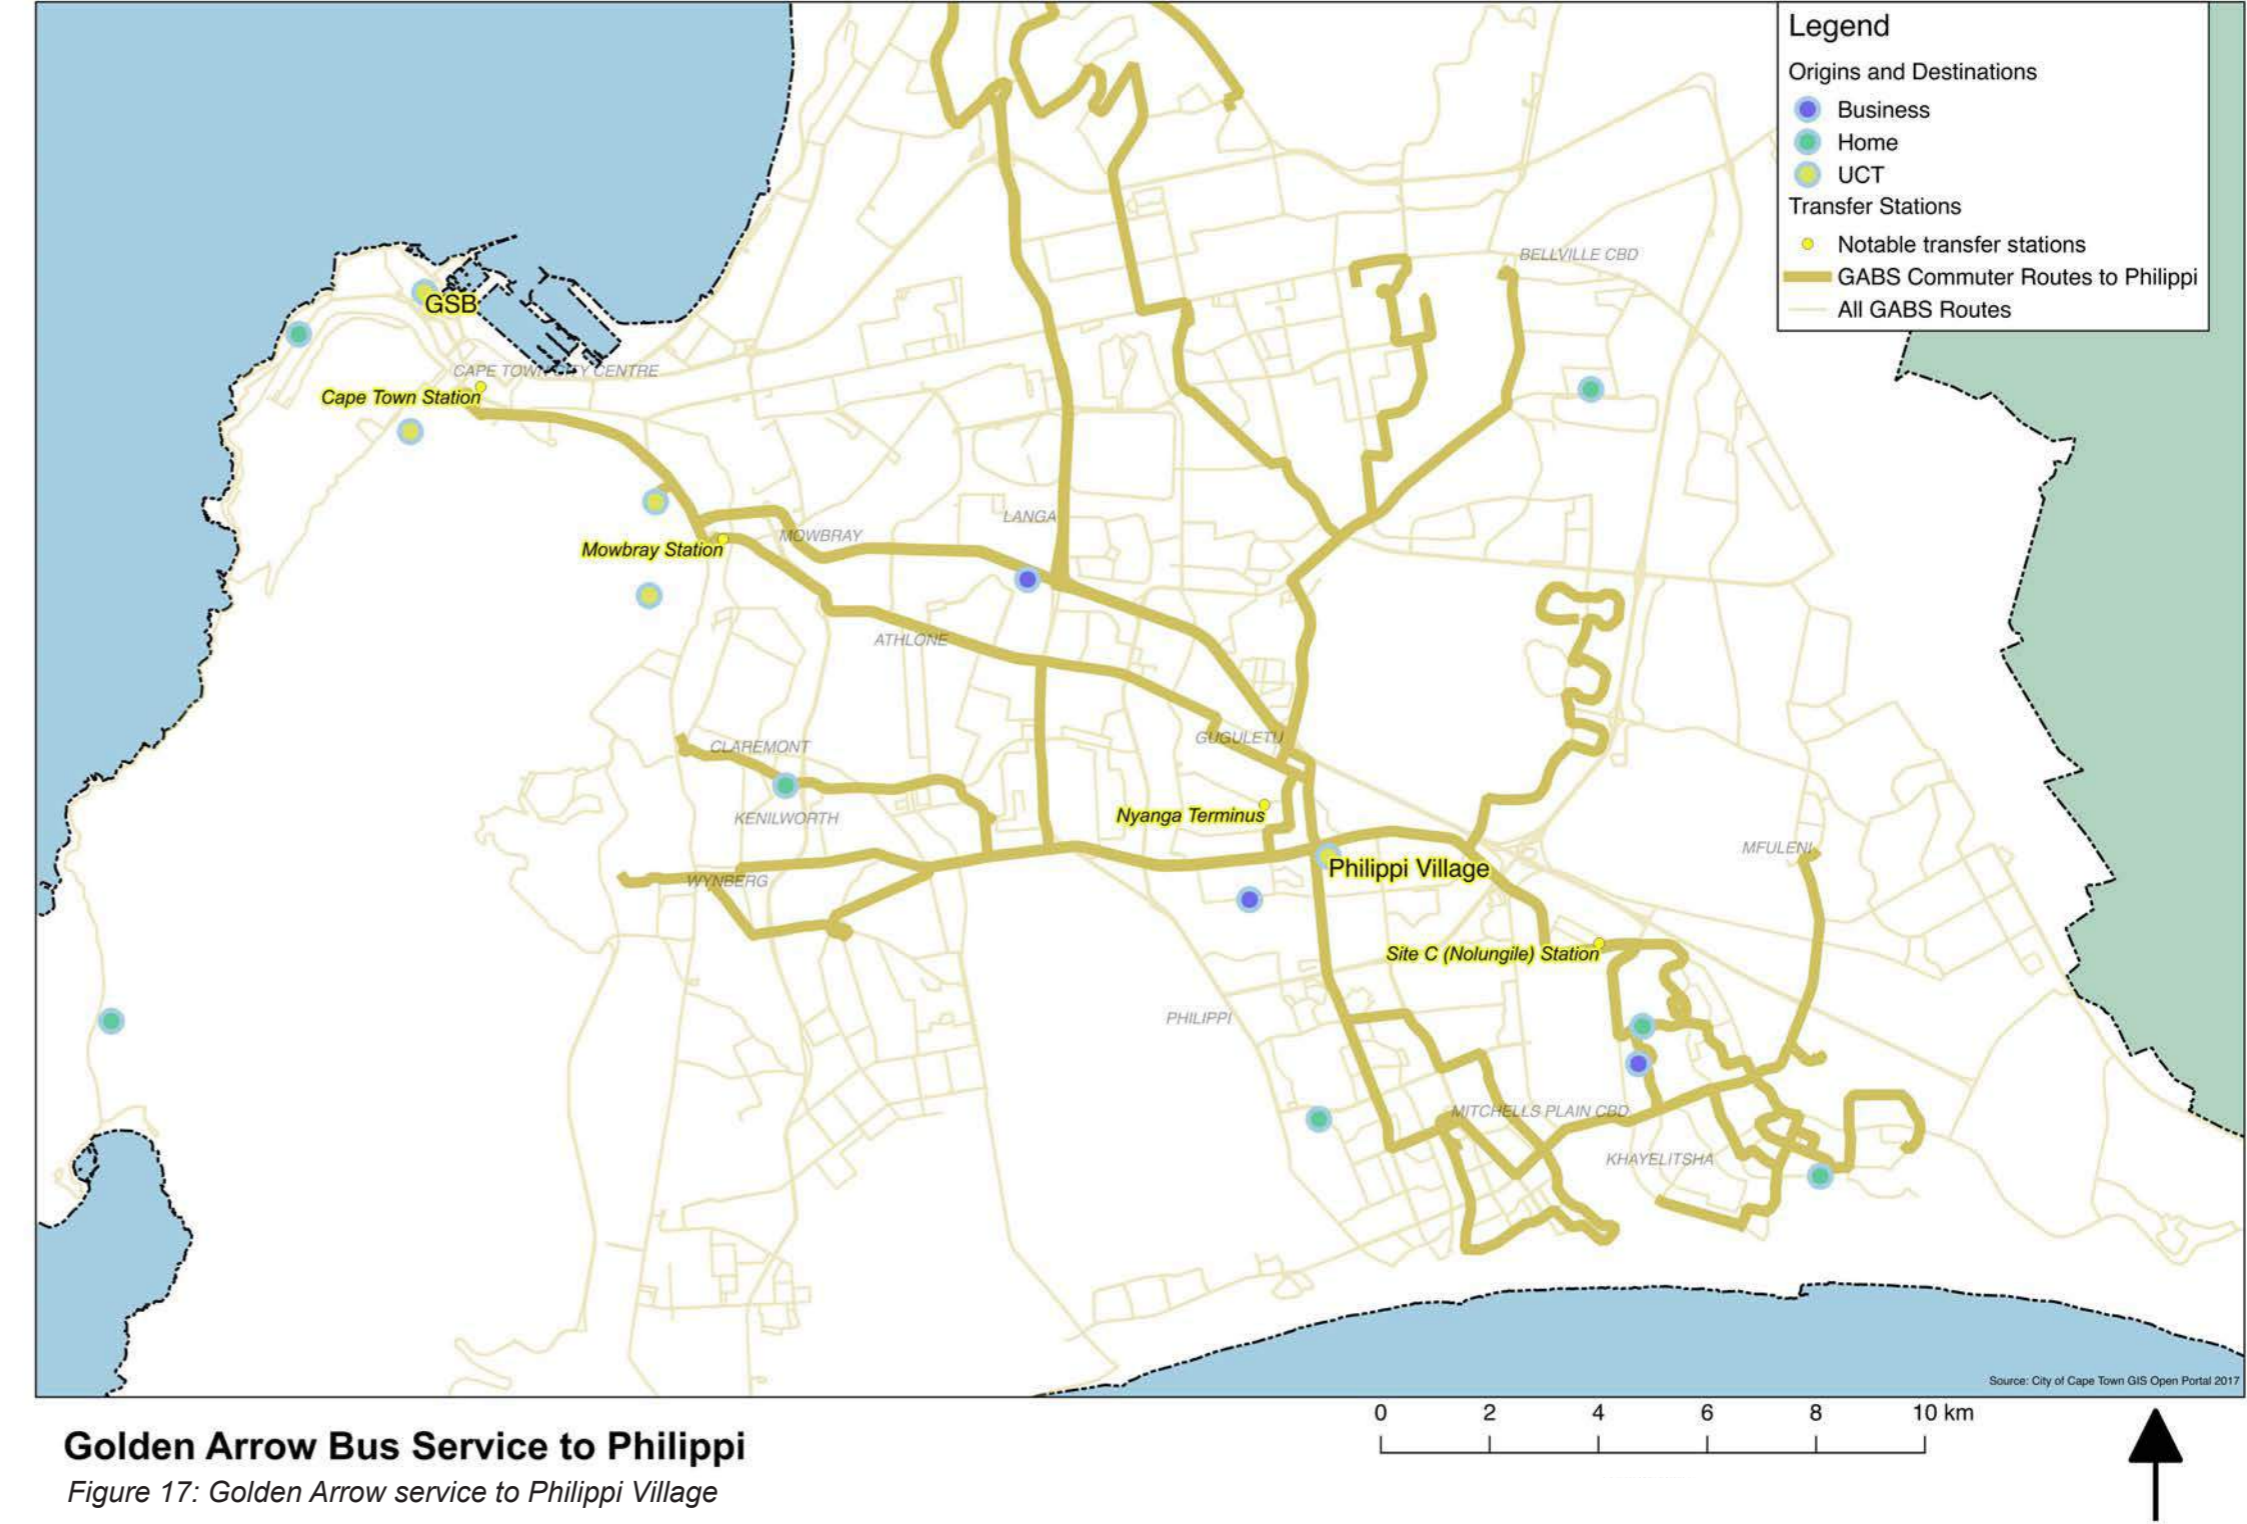 Legend
Origins and Destinations
Business
Home
UCT
Transfer Stations
Notable transfer stations
GABS Commuter Routes to Philippi
All GABS Routes
BELLVILLE CBD
GSB
CAPE TOWN CITY CENTRE
Cape Town Station
LANGA
MOWBRAY
Mowbray Station
ATHLONE
GUGULETU
CLAREMONT
Nyanga Terminus
KENILWORTH
MFULENI
Philippi Village
WYNBERG
Site C (Nolungile) Station
PHILIPPI
MITCHELLS PLAIN CBD
KHAYELITSHA
Source: City of Cape Town GIS Open Portal 2017
0 2 4 6 8 10 km
Golden Arrow Bus Service to Philippi
Figure 17: Golden Arrow service to Philippi Village